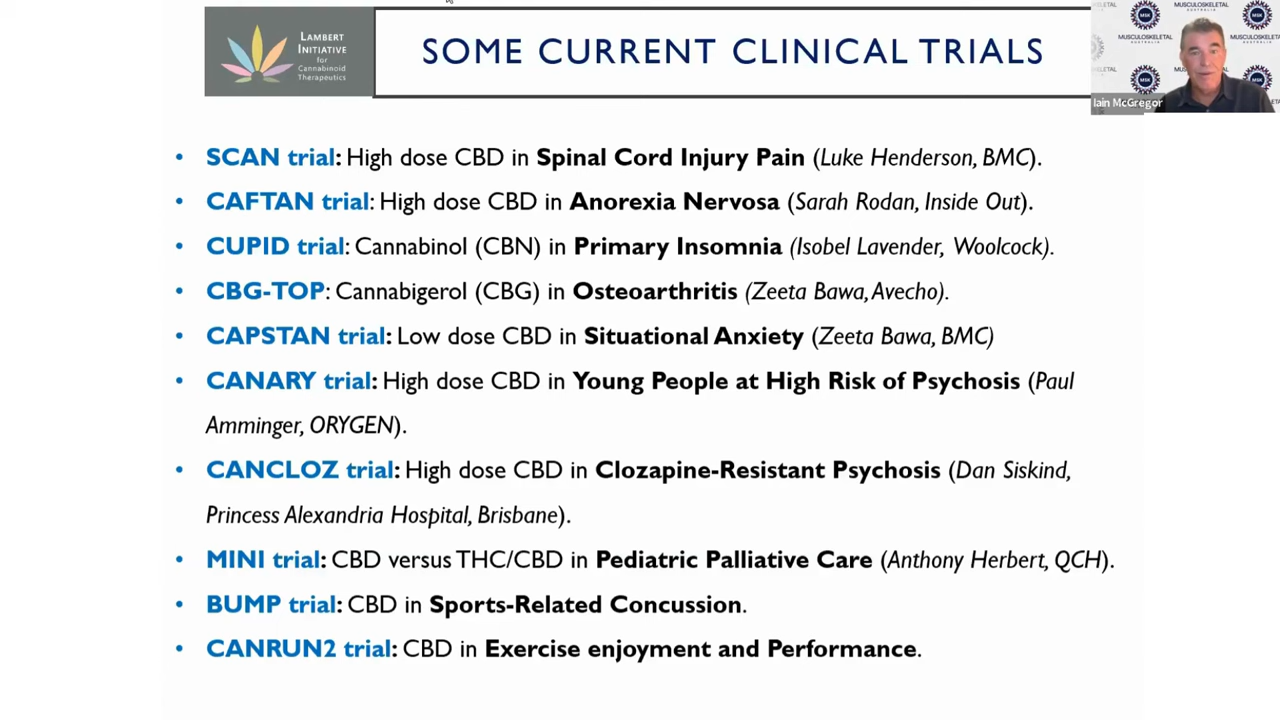 LAMBERT
INITIATIVE
for
Cannabinoid
Therapeutics
SOME CURRENT CLINICAL TRIALS
MUSCULOSKELETAL
AUSTRALIA
MSK
Iain McGregor
• SCAN trial: High dose CBD in Spinal Cord Injury Pain (Luke Henderson, BMC).
• CAFTAN trial: High dose CBD in Anorexia Nervosa (Sarah Rodan, Inside Out).
• CUPID trial: Cannabinol (CBN) in Primary Insomnia (Isobel Lavender, Woolcock).
• CBG-TOP: Cannabigerol (CBG) in Osteoarthritis (Zeeta Bawa, Avecho).
• CAPSTAN trial: Low dose CBD in Situational Anxiety (Zeeta Bawa, BMC)
• CANARY trial: High dose CBD in Young People at High Risk of Psychosis (Paul
Amminger, ORYGEN).
• CANCLOZ trial: High dose CBD in Clozapine-Resistant Psychosis (Dan Siskind,
Princess Alexandria Hospital, Brisbane).
• MINI trial: CBD versus THC/CBD in Pediatric Palliative Care (Anthony Herbert, QCH).
• BUMP trial: CBD in Sports-Related Concussion.
• CANRUN2 trial: CBD in Exercise enjoyment and Performance.